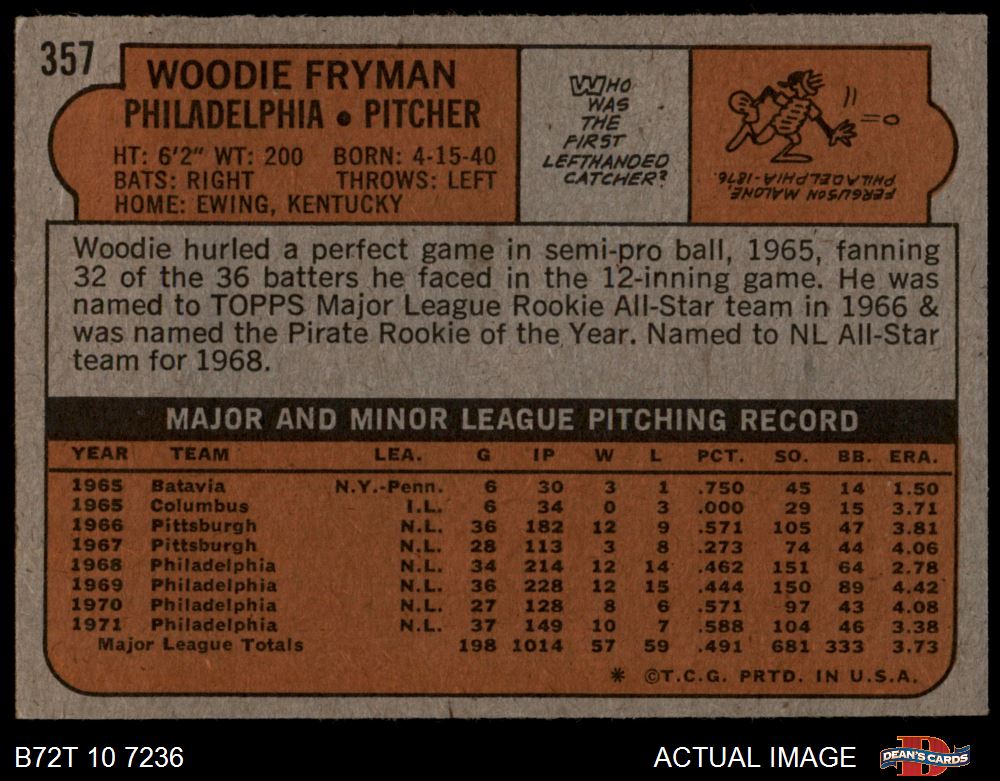 357
WOODIE FRYMAN
PHILADELPHIA • PITCHER
HT: 6'2" WT: 200 BORN: 4-15-40
BATS: RIGHT THROWS: LEFT
HOME: EWING, KENTUCKY
WHO
WAS
THE
FIRST
LEFTHANDED
CATCHER?
FERGUSON MALONE,
PHILADELPHIA-1876.
Woodie hurled a perfect game in semi-pro ball, 1965, fanning
32 of the 36 batters he faced in the 12-inning game. He was
named to TOPPS Major League Rookie All-Star team in 1966 &
was named the Pirate Rookie of the Year. Named to NL All-Star
team for 1968.
MAJOR AND MINOR LEAGUE PITCHING RECORD
YEAR TEAM LEA. G IP W L PCT. SO. BB. ERA.
1965 Batavia N.Y.-Penn. 6 30 3 1 .750 45 14 1.50
1965 Columbus I.L. 6 34 0 3 .000 29 15 3.71
1966 Pittsburgh N.L. 36 182 12 9 .571 105 47 3.81
1967 Pittsburgh N.L. 28 113 3 8 .273 74 44 4.06
1968 Philadelphia N.L. 34 214 12 14 .462 151 64 2.78
1969 Philadelphia N.L. 36 228 12 15 .444 150 89 4.42
1970 Philadelphia N.L. 27 128 8 6 .571 97 43 4.08
1971 Philadelphia N.L. 37 149 10 7 .588 104 46 3.38
Major League Totals 198 1014 57 59 .491 681 333 3.73
* ©T.C.G. PRTD. IN U.S.A.
B72T 10 7236 ACTUAL IMAGE
D
DEAN'S CARDS